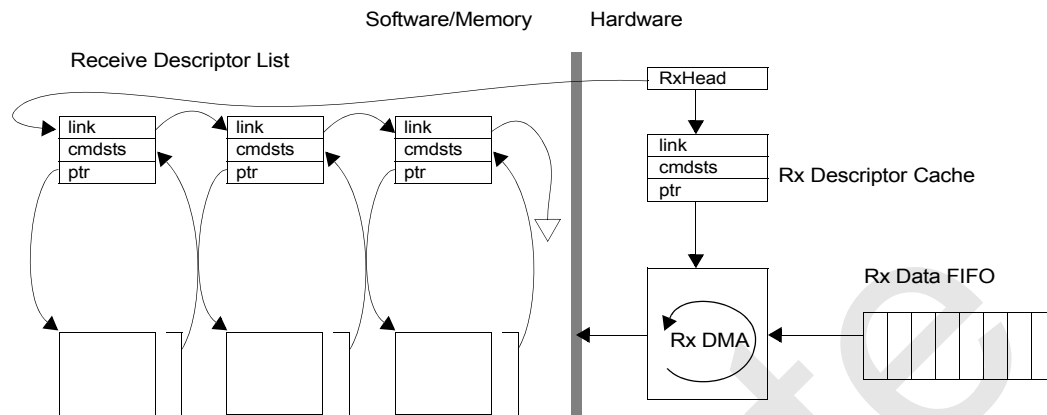 Software/Memory
Hardware
Receive Descriptor List
RxHead
link
cmdsts
ptr
link
cmdsts
ptr
link
cmdsts
ptr
link
cmdsts
ptr
Rx Descriptor Cache
Rx Data FIFO
Rx DMA